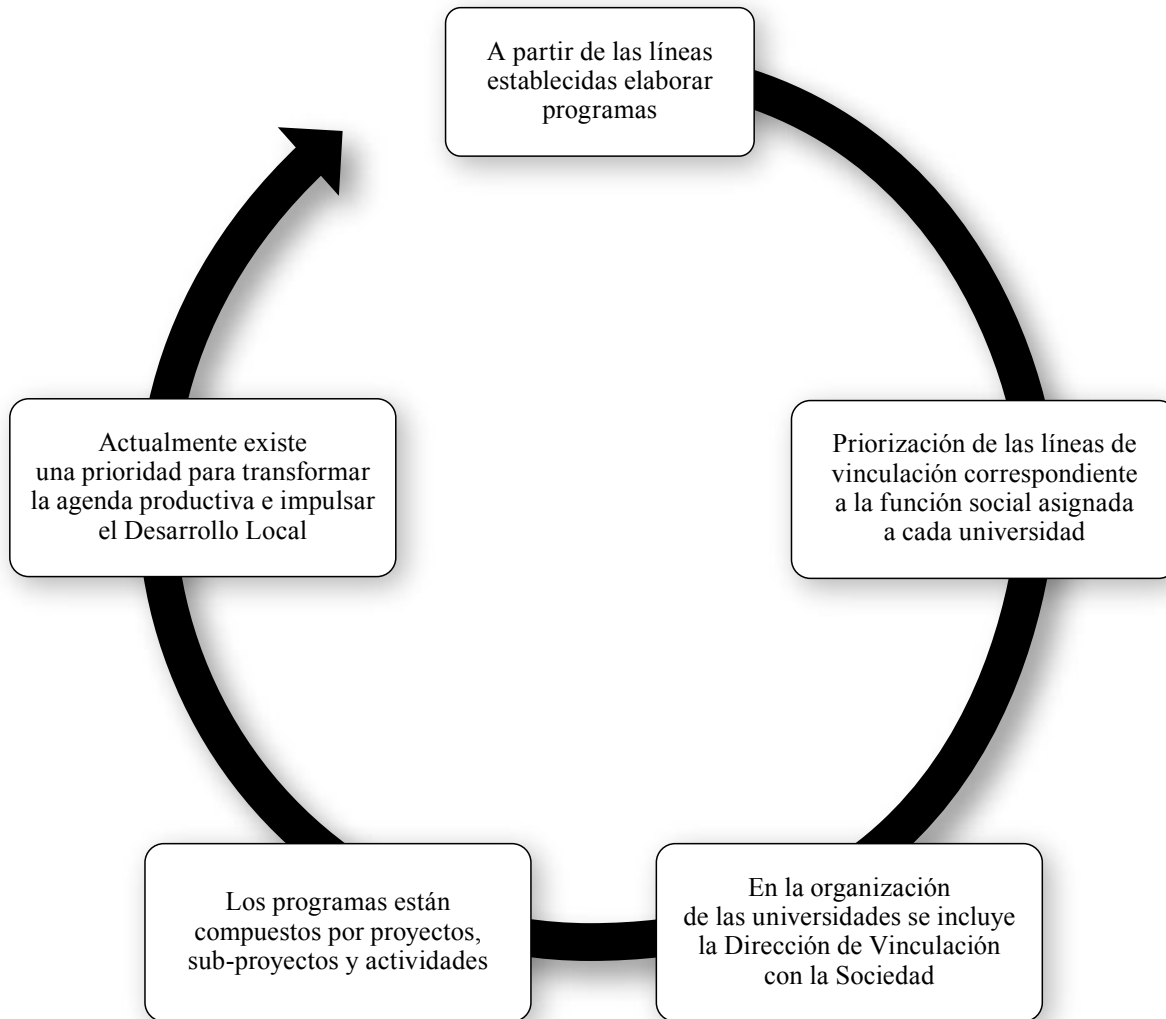 A partir de las líneas
establecidas elaborar
programas
Priorización de las líneas de
vinculación correspondiente
a la función social asignada
a cada universidad
En la organización
de las universidades se incluye
la Dirección de Vinculación
con la Sociedad
Los programas están
compuestos por proyectos,
sub-proyectos y actividades
Actualmente existe
una prioridad para transformar
la agenda productiva e impulsar
el Desarrollo Local